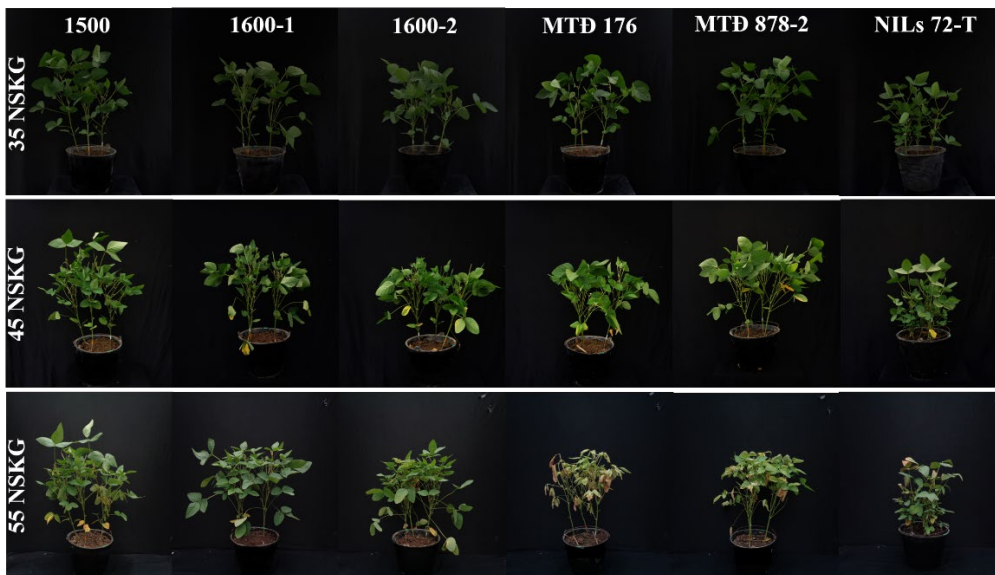 1500 1600-1 1600-2 MTĐ 176 MTĐ 878-2 NILs 72-T
35 NSKG
45 NSKG
55 NSKG